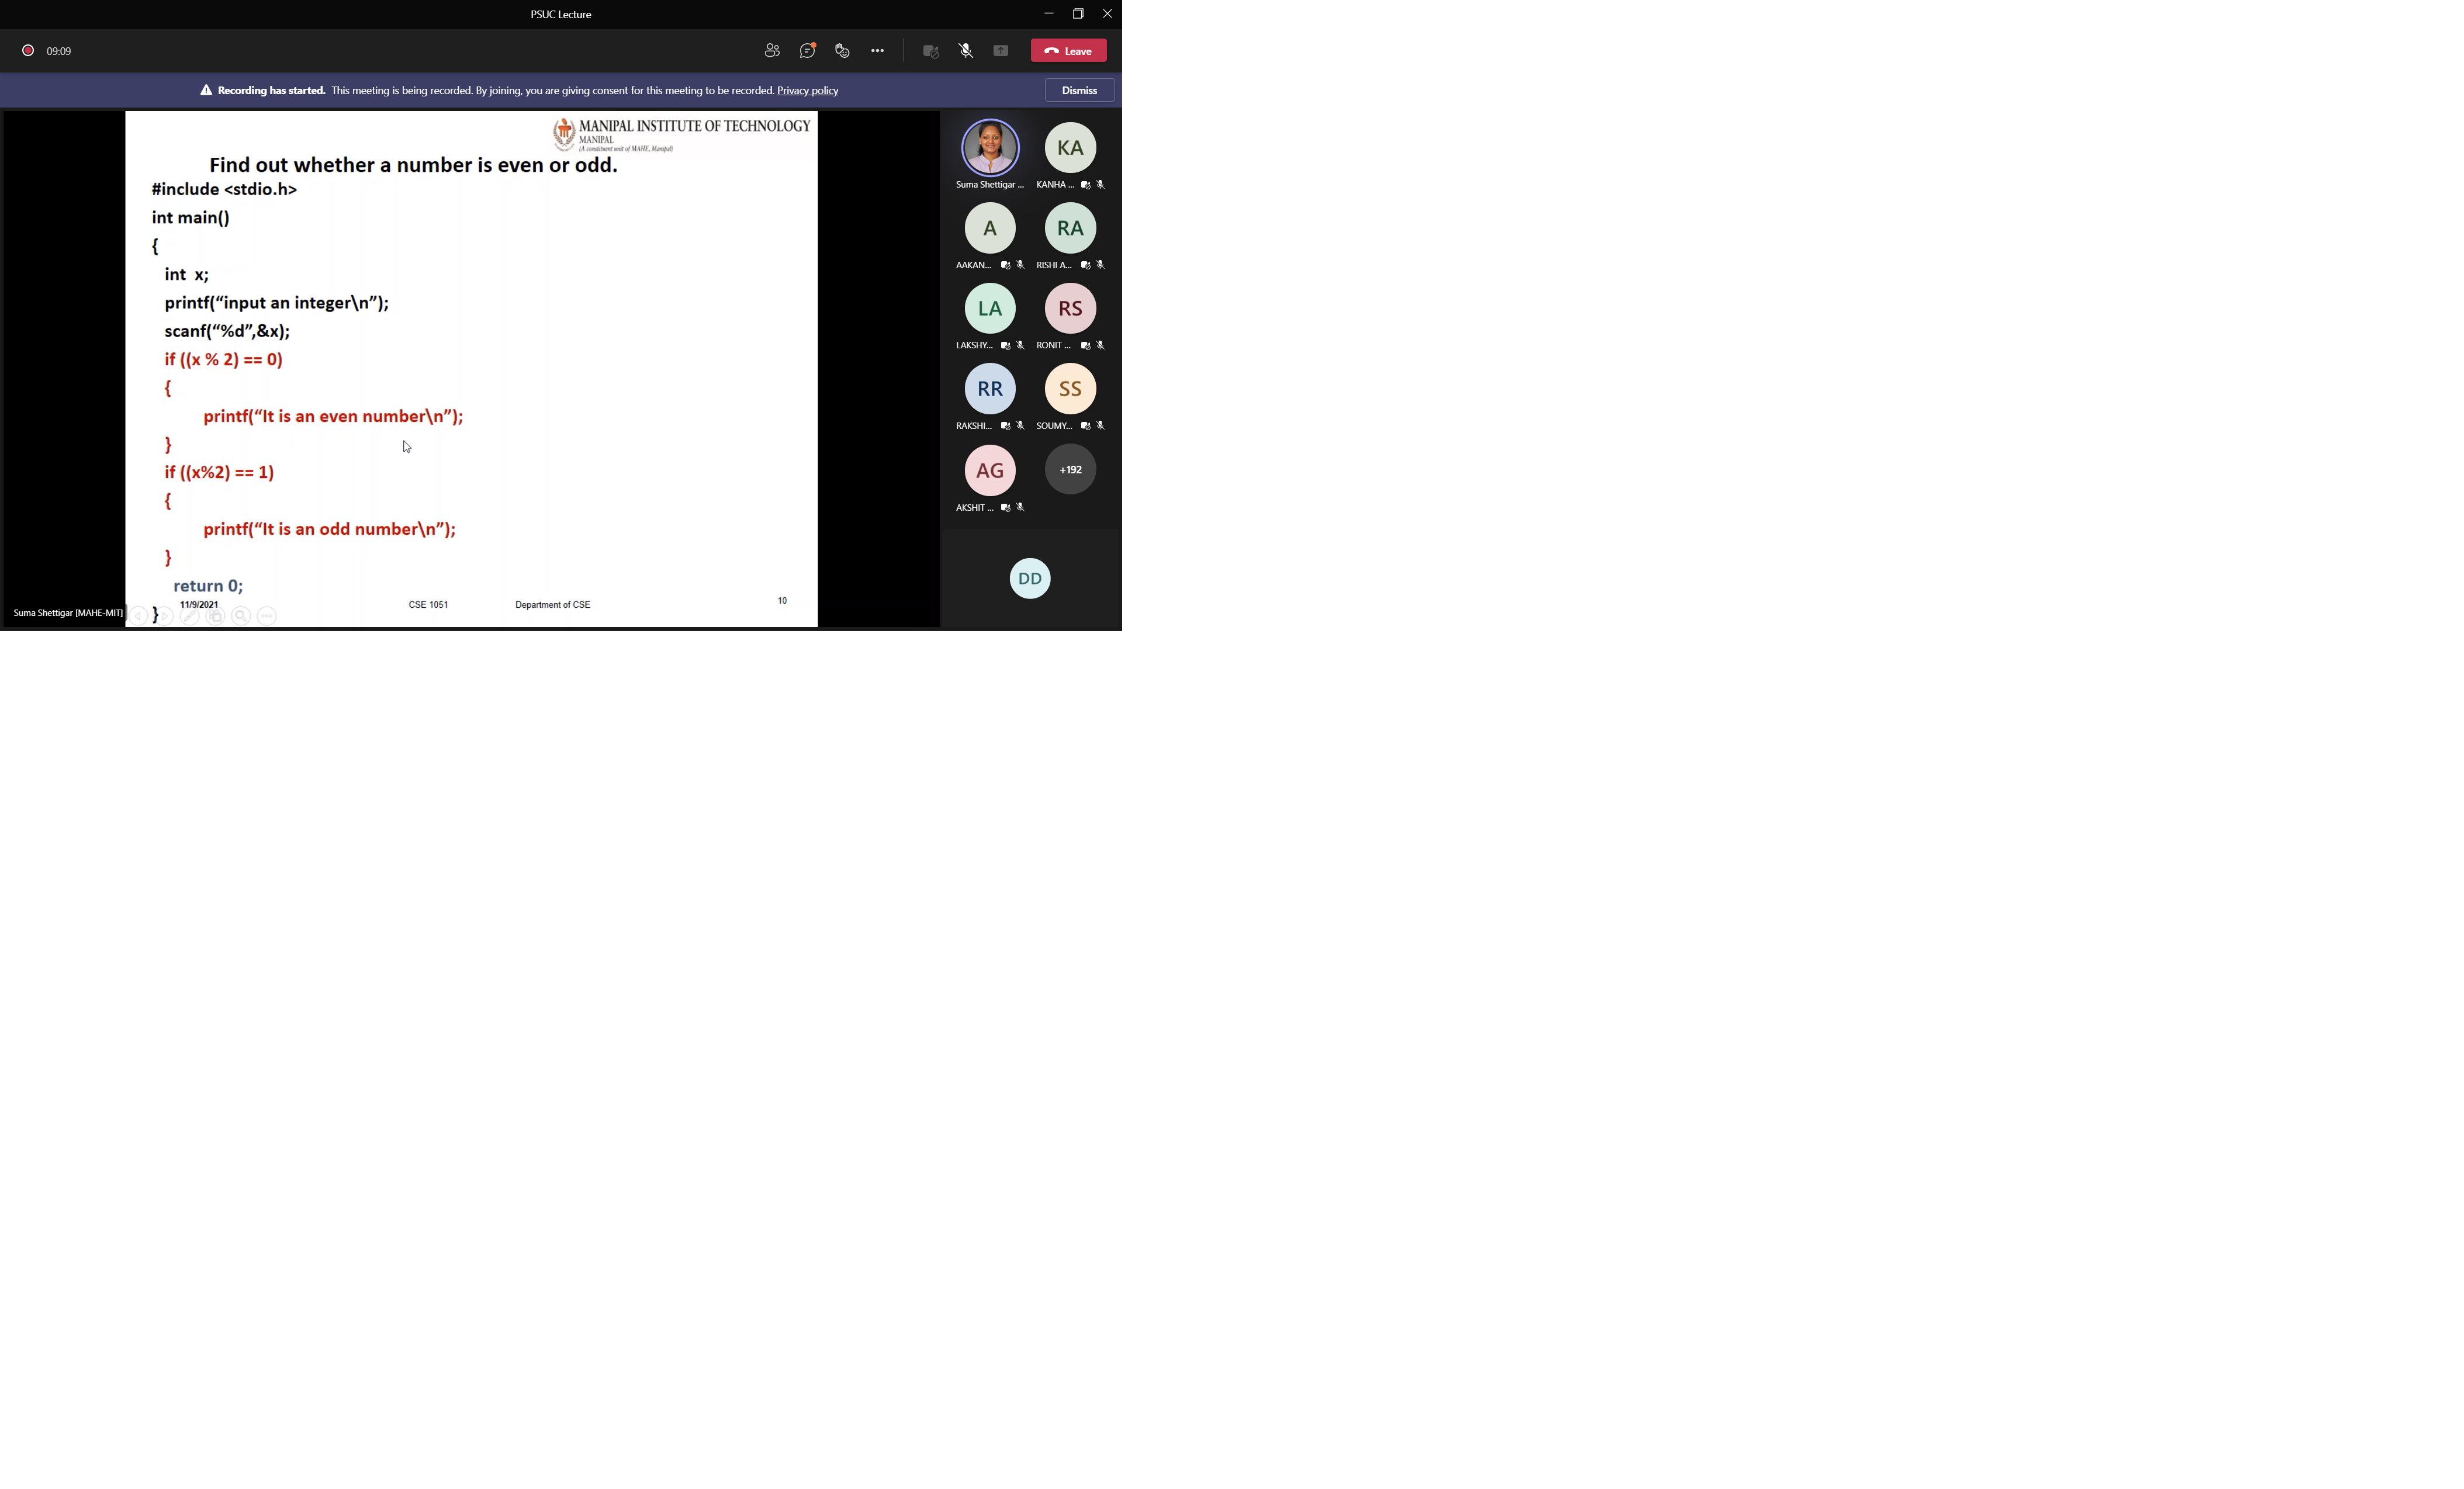 PSUC Lecture
09:09
Leave
Recording has started. This meeting is being recorded. By joining, you are giving consent for this meeting to be recorded. Privacy policy
Dismiss
MANIPAL INSTITUTE OF TECHNOLOGY
MANIPAL
(A constituent unit of MAHE, Manipal)
Find out whether a number is even or odd.
#include <stdio.h>
int main()
{
int x;
printf(“input an integer\n”);
scanf(“%d”,&x);
if ((x % 2) == 0)
{
printf(“It is an even number\n”);
}
if ((x%2) == 1)
{
printf(“It is an odd number\n”);
}
return 0;
}
11/9/2021
CSE 1051
Department of CSE
10
Suma Shettigar [MAHE-MIT]
Suma Shettigar ...
KA
KANHA ...
A
AAKAN...
RA
RISHI A...
LA
LAKSHY...
RS
RONIT ...
RR
RAKSHI...
SS
SOUMY...
AG
AKSHIT ...
+192
DD